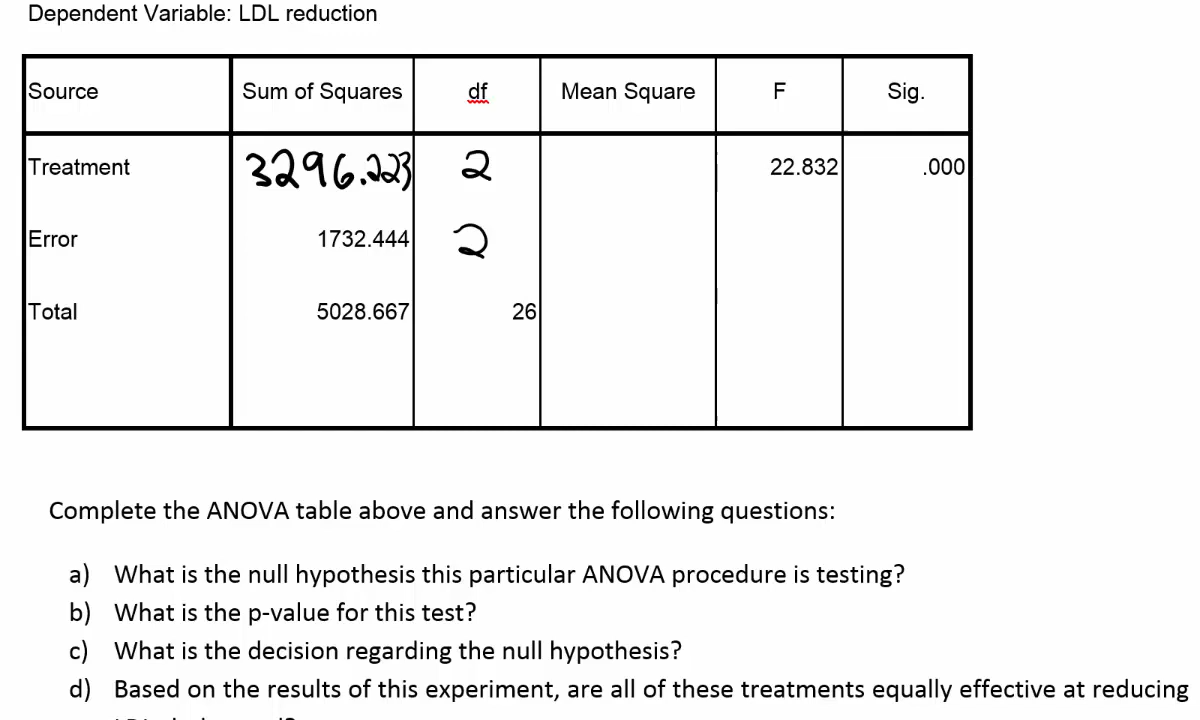 Dependent Variable: LDL reduction
Source Sum of Squares df Mean Square F Sig.
Treatment 3296.223 2 22.832 .000
Error 1732.444 2
Total 5028.667 26
Complete the ANOVA table above and answer the following questions:
a) What is the null hypothesis this particular ANOVA procedure is testing?
b) What is the p-value for this test?
c) What is the decision regarding the null hypothesis?
d) Based on the results of this experiment, are all of these treatments equally effective at reducing